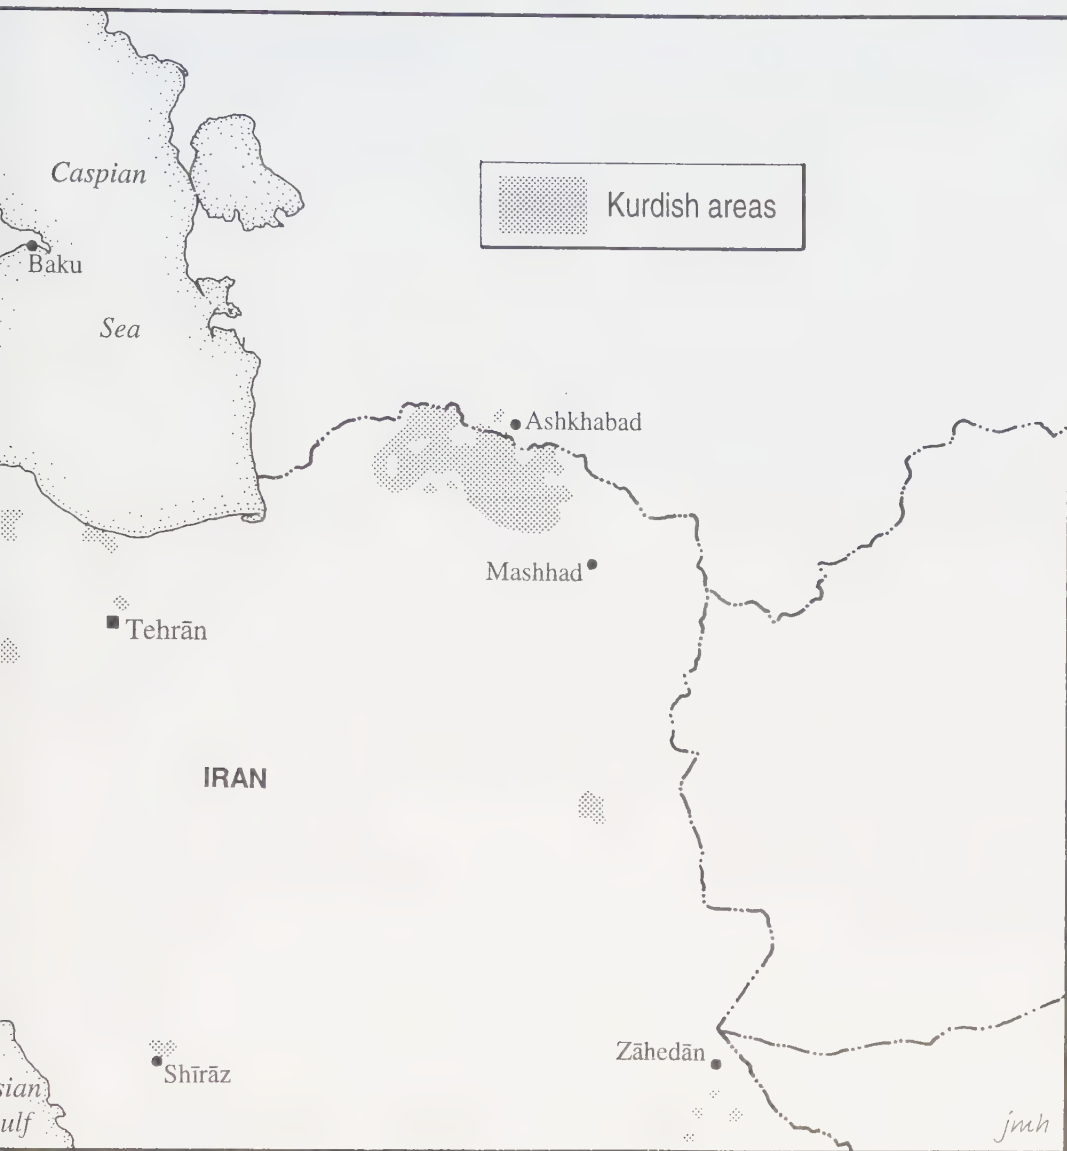 Caspian
Kurdish areas
Baku
Sea
Ashkhabad
Mashhad
Tehrān
IRAN
Zāhedān
Shīrāz
sian
ulf
jmh